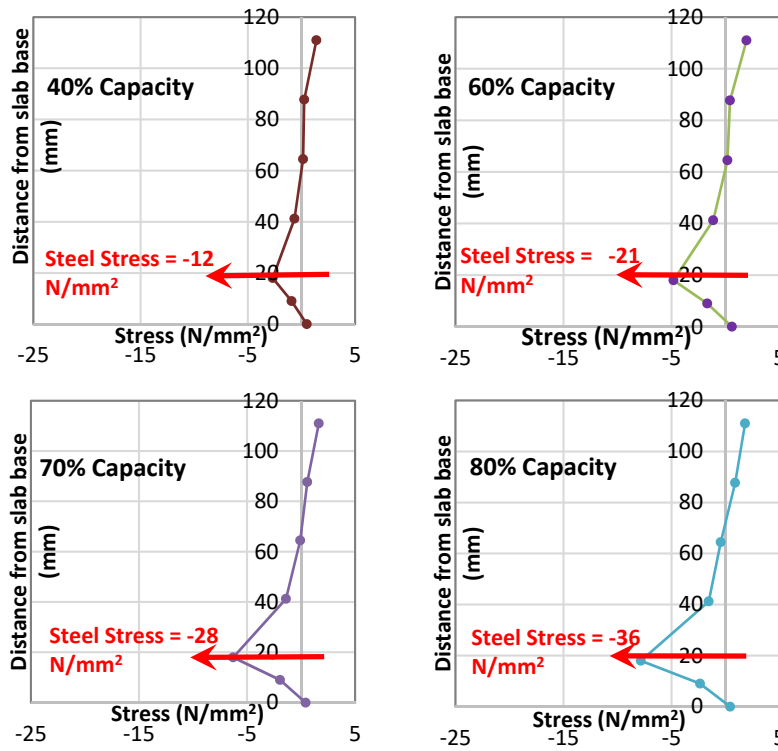 120
100
80
60
40
20
0
40% Capacity
Distance from slab base
(mm)
Steel Stress = -12
N/mm²
Stress (N/mm²)
-25
-15
-5
5
120
100
80
60
40
20
0
60% Capacity
Distance from slab base
(mm)
Steel Stress = -21
N/mm²
Stress (N/mm²)
-25
-15
-5
5
120
100
80
60
40
20
0
70% Capacity
Distance from slab base
(mm)
Steel Stress = -28
N/mm²
Stress (N/mm²)
-25
-15
-5
5
120
100
80
60
40
20
0
80% Capacity
Distance from slab base
(mm)
Steel Stress = -36
N/mm²
Stress (N/mm²)
-25
-15
-5
5